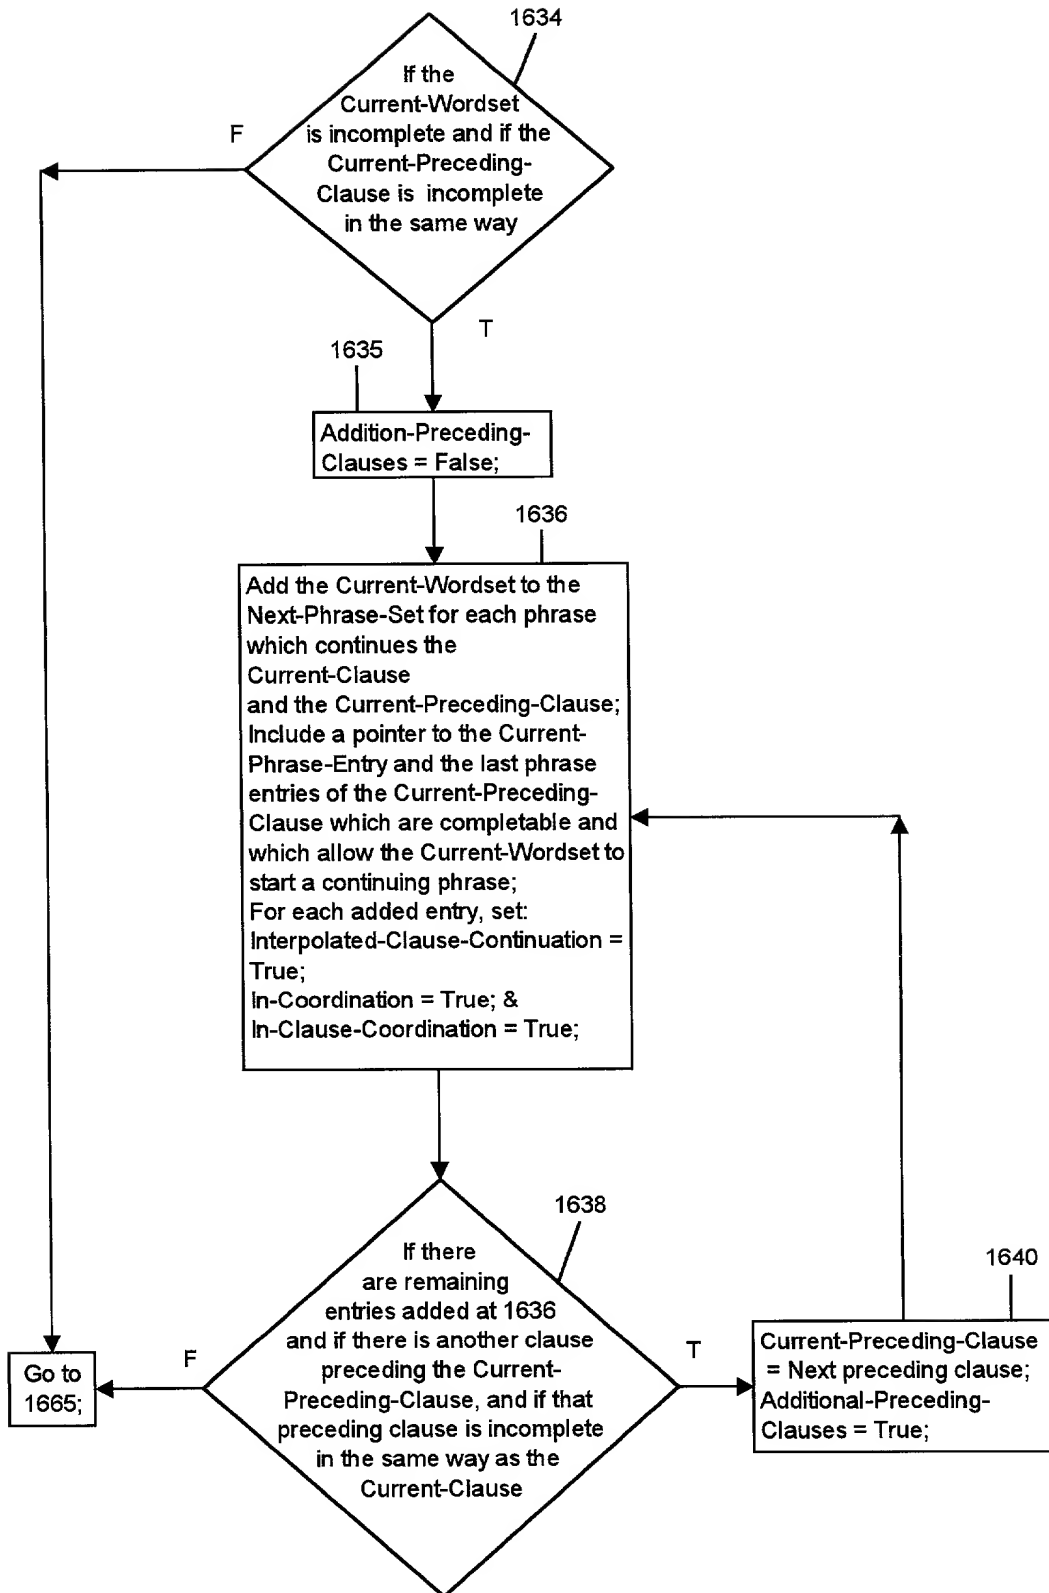 1634
If the
Current-Wordset
is incomplete and if the
Current-Preceding-
Clause is incomplete
in the same way
F
T
1635
Addition-Preceding-
Clauses = False;
1636
Add the Current-Wordset to the
Next-Phrase-Set for each phrase
which continues the
Current-Clause
and the Current-Preceding-Clause;
Include a pointer to the Current-
Phrase-Entry and the last phrase
entries of the Current-Preceding-
Clause which are completable and
which allow the Current-Wordset to
start a continuing phrase;
For each added entry, set:
Interpolated-Clause-Continuation =
True;
In-Coordination = True; &
In-Clause-Coordination = True;
1638
If there
are remaining
entries added at 1636
and if there is another clause
preceding the Current-
Preceding-Clause, and if that
preceding clause is incomplete
in the same way as the
Current-Clause
F
T
Go to
1665;
1640
Current-Preceding-Clause
= Next preceding clause;
Additional-Preceding-
Clauses = True;